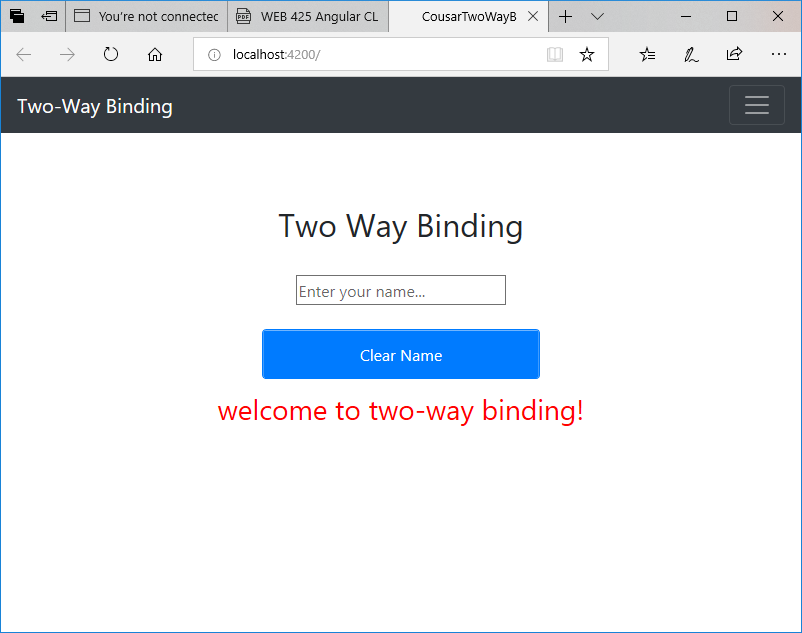 You're not connected
PDF
WEB 425 Angular CL
CousarTwoWayB
localhost:4200/
Two-Way Binding
Two Way Binding
Enter your name...
Clear Name
welcome to two-way binding!